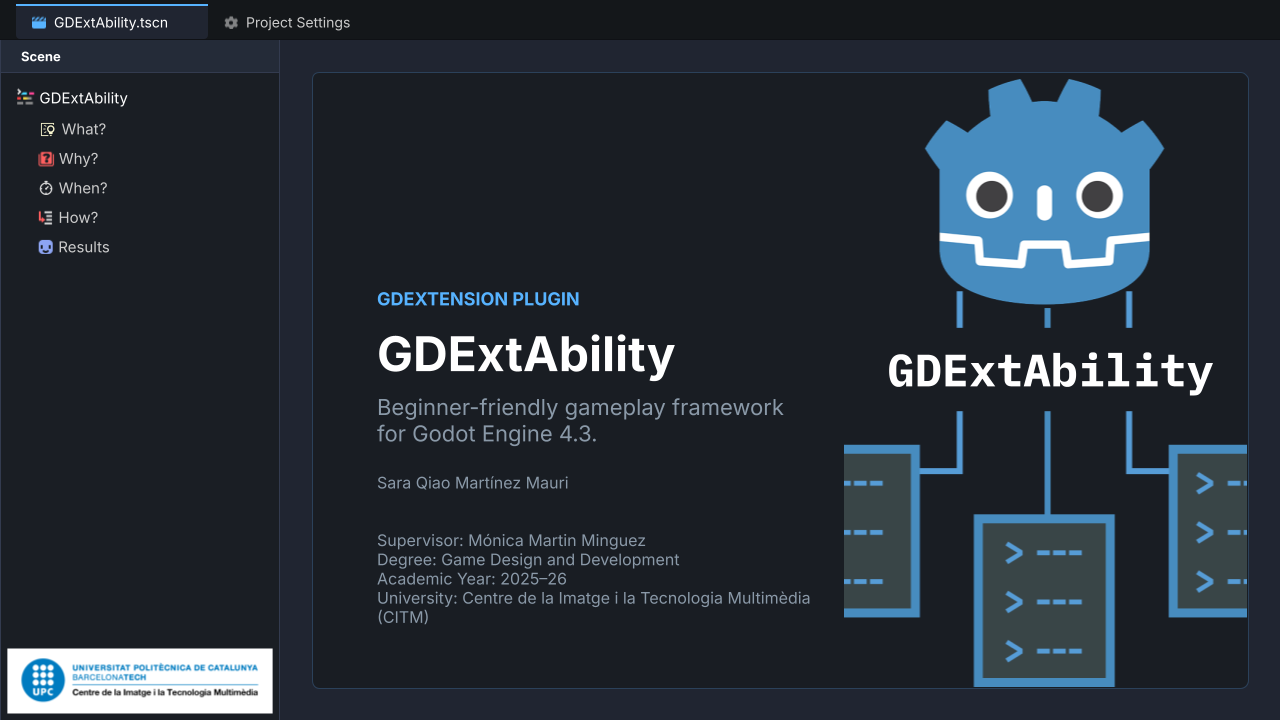 GDExtAbility.tscn
Project Settings
Scene
GDExtAbility
What?
Why?
When?
How?
Results
GDEXTENSION PLUGIN
GDExtAbility
Beginner-friendly gameplay framework
for Godot Engine 4.3.
Sara Qiao Martínez Mauri
Supervisor: Mónica Martin Minguez
Degree: Game Design and Development
Academic Year: 2025–26
University: Centre de la Imatge i la Tecnologia Multimèdia
(CITM)
GDExtAbility
---
---
---
> ---
> ---
> ---
> --
> --
> --
UPC
UNIVERSITAT POLITÈCNICA DE CATALUNYA
BARCELONATECH
Centre de la Imatge i la Tecnologia Multimèdia